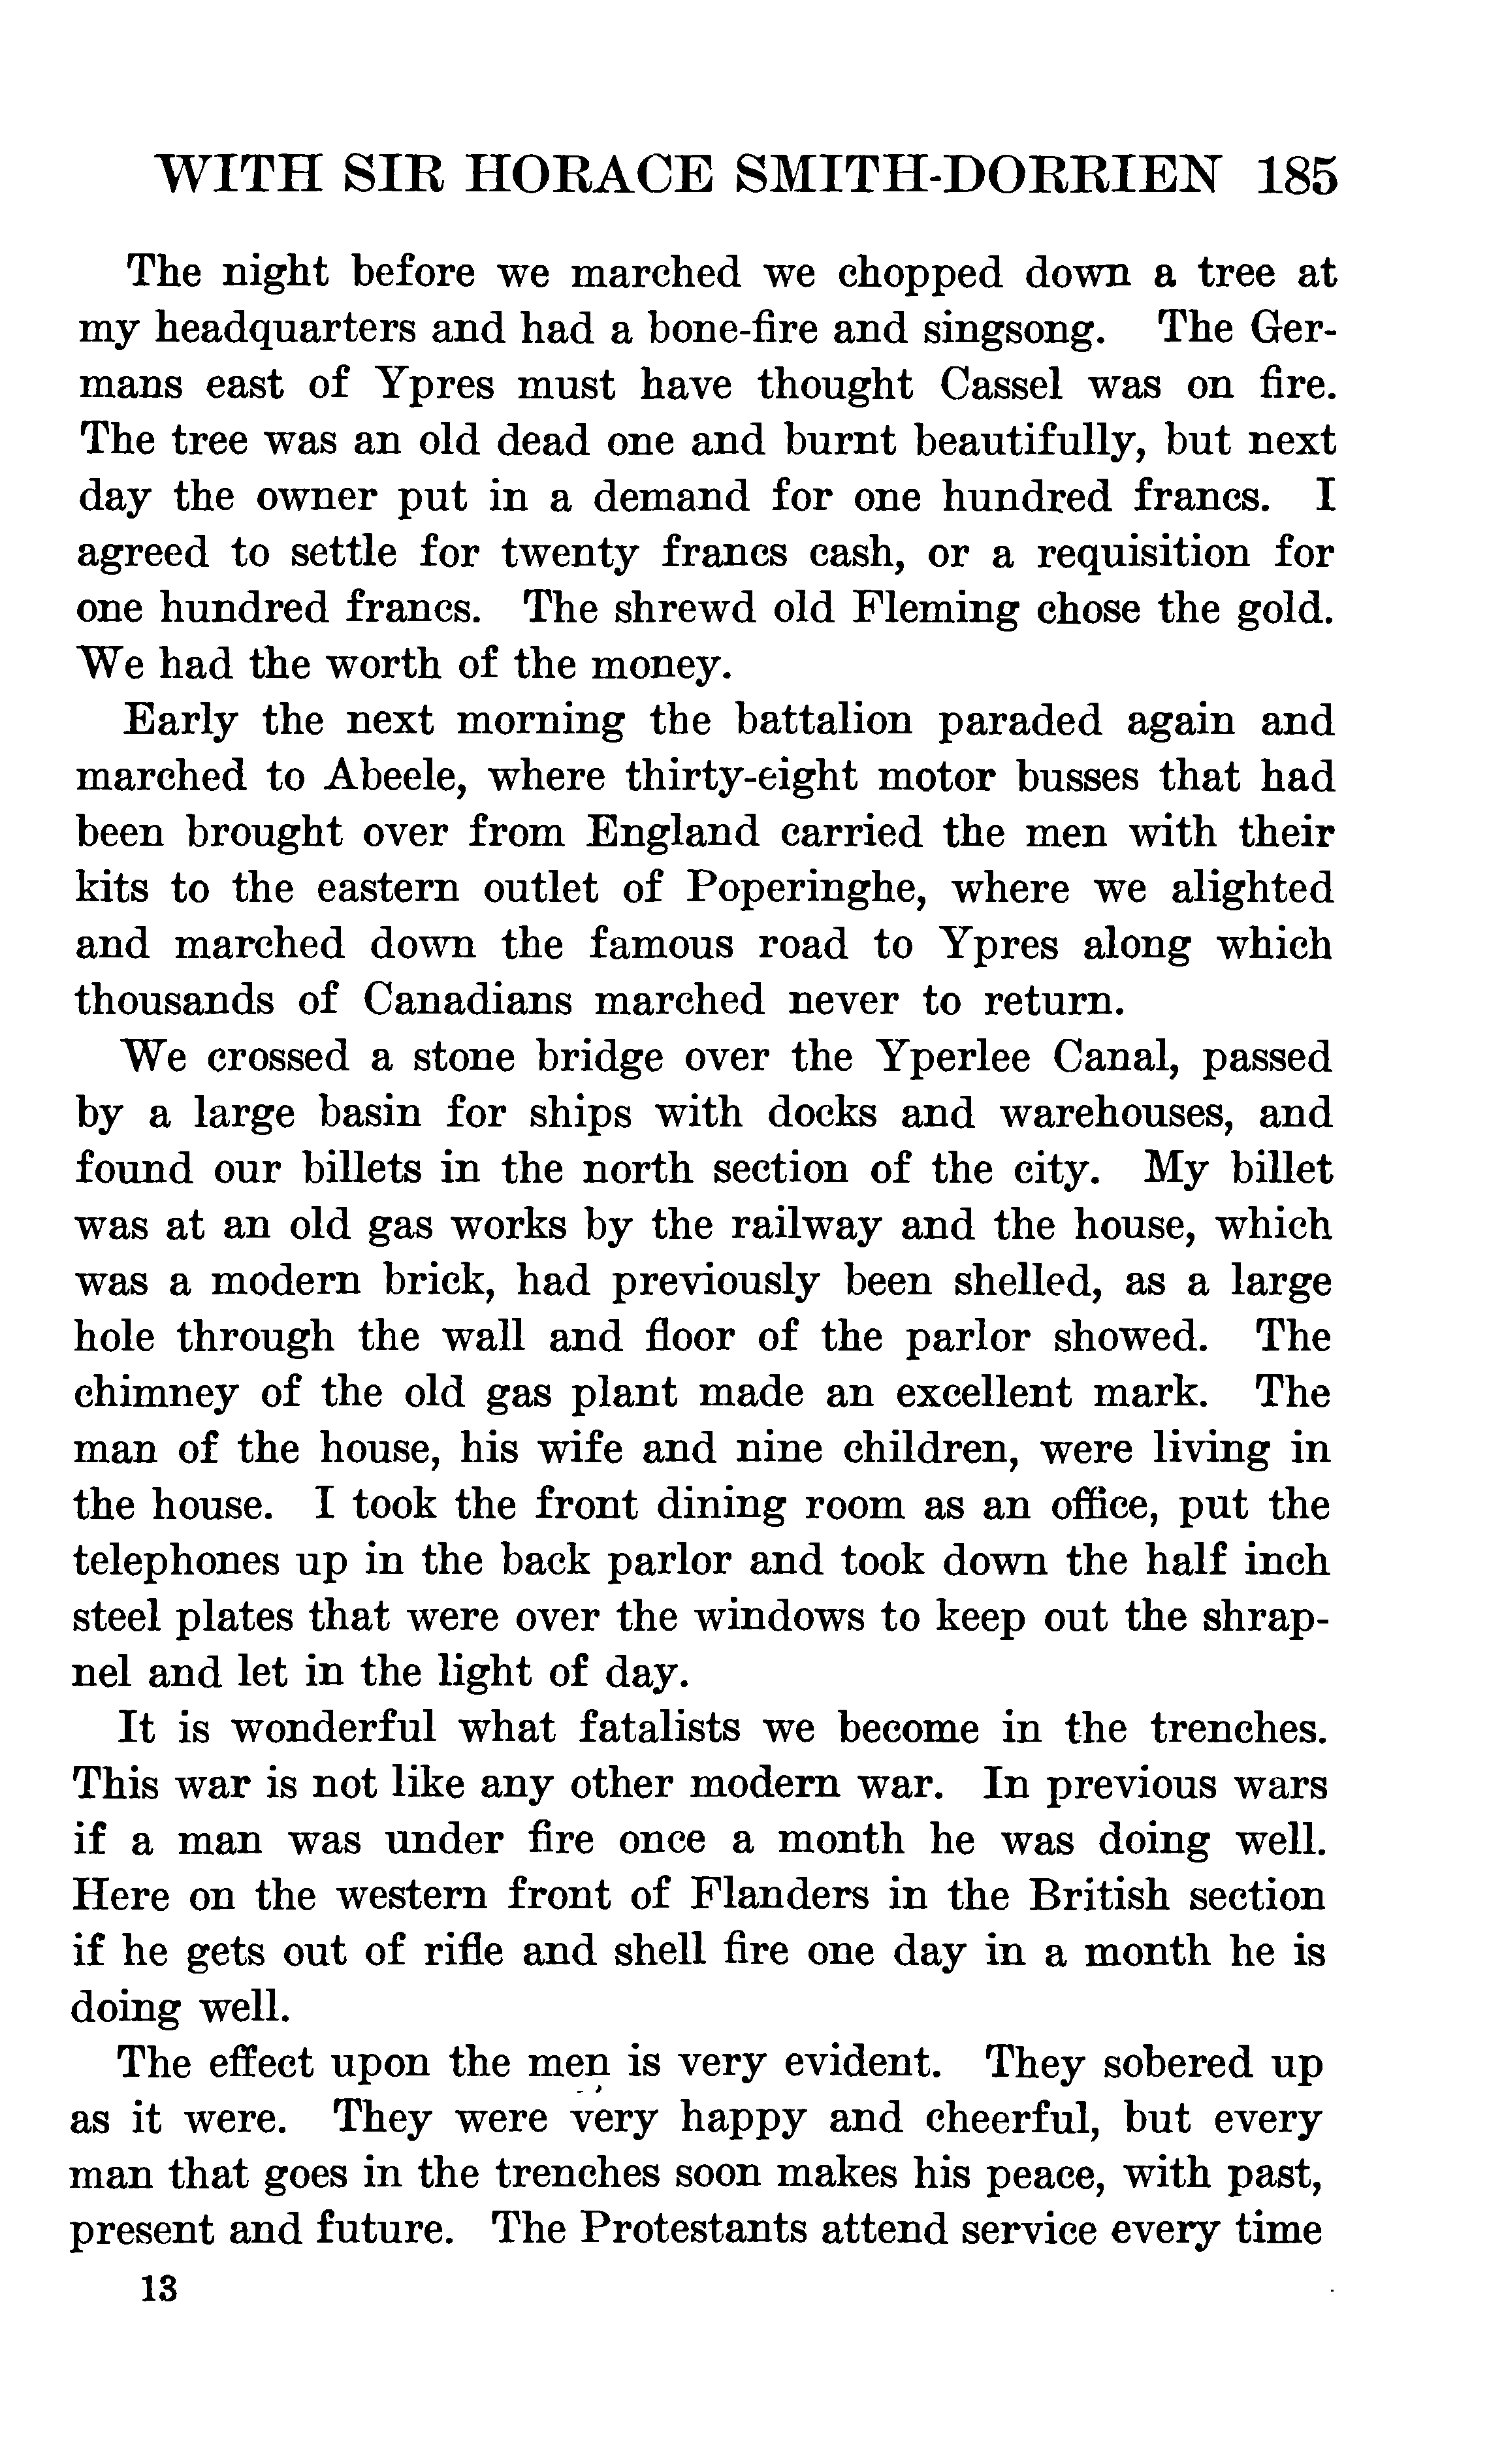 WITH SIR HORACE SMITH-DORRIEN 185
The night before we marched we chopped down a tree at
my headquarters and had a bone-fire and singsong. The Ger-
mans east of Ypres must have thought Cassel was on fire.
The tree was an old dead one and burnt beautifully, but next
day the owner put in a demand for one hundred francs. I
agreed to settle for twenty francs cash, or a requisition for
one hundred francs. The shrewd old Fleming chose the gold.
We had the worth of the money.
Early the next morning the battalion paraded again and
marched to Abeele, where thirty-eight motor busses that had
been brought over from England carried the men with their
kits to the eastern outlet of Poperinghe, where we alighted
and marched down the famous road to Ypres along which
thousands of Canadians marched never to return.
We crossed a stone bridge over the Yperlee Canal, passed
by a large basin for ships with docks and warehouses, and
found our billets in the north section of the city. My billet
was at an old gas works by the railway and the house, which
was a modern brick, had previously been shelled, as a large
hole through the wall and floor of the parlor showed. The
chimney of the old gas plant made an excellent mark. The
man of the house, his wife and nine children, were living in
the house. I took the front dining room as an office, put the
telephones up in the back parlor and took down the half inch
steel plates that were over the windows to keep out the shrap-
nel and let in the light of day.
It is wonderful what fatalists we become in the trenches.
This war is not like any other modern war. In previous wars
if a man was under fire once a month he was doing well.
Here on the western front of Flanders in the British section
if he gets out of rifle and shell fire one day in a month he is
doing well.
The effect upon the men is very evident. They sobered up
as it were. They were very happy and cheerful, but every
man that goes in the trenches soon makes his peace, with past,
present and future. The Protestants attend service every time
13